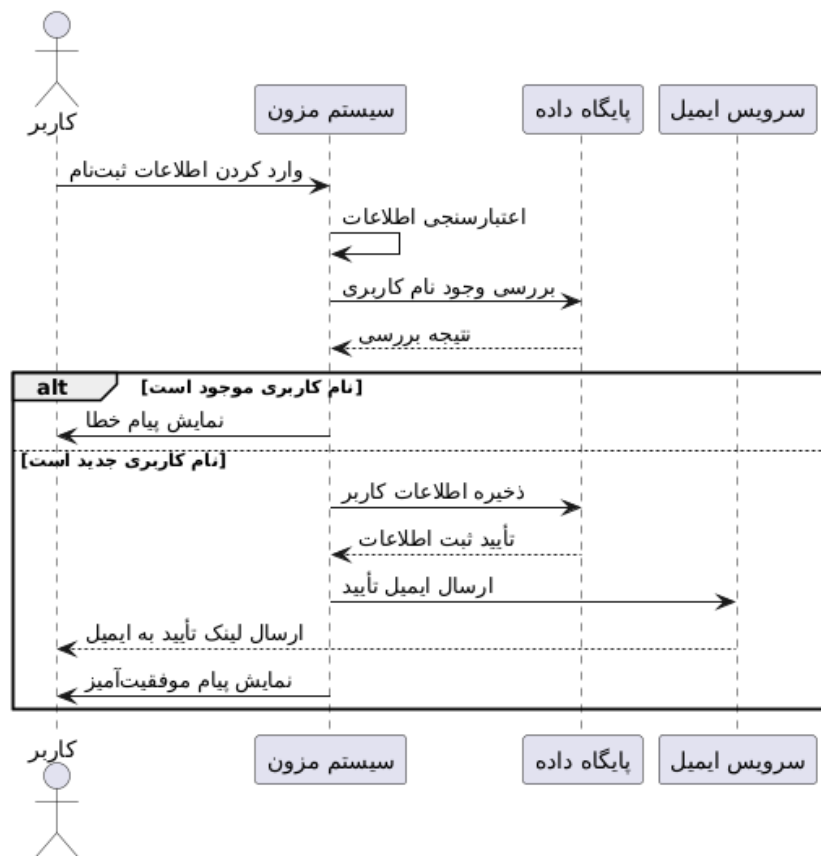 کاربر
سیستم مزون
پایگاه داده
سرویس ایمیل
وارد کردن اطلاعات ثبت‌نام
اعتبارسنجی اطلاعات
بررسی وجود نام کاربری
نتیجه بررسی
alt
[نام کاربری موجود است]
نمایش پیام خطا
[نام کاربری جدید است]
ذخیره اطلاعات کاربر
تأیید ثبت اطلاعات
ارسال ایمیل تأیید
ارسال لینک تأیید به ایمیل
نمایش پیام موفقیت‌آمیز
کاربر
سیستم مزون
پایگاه داده
سرویس ایمیل